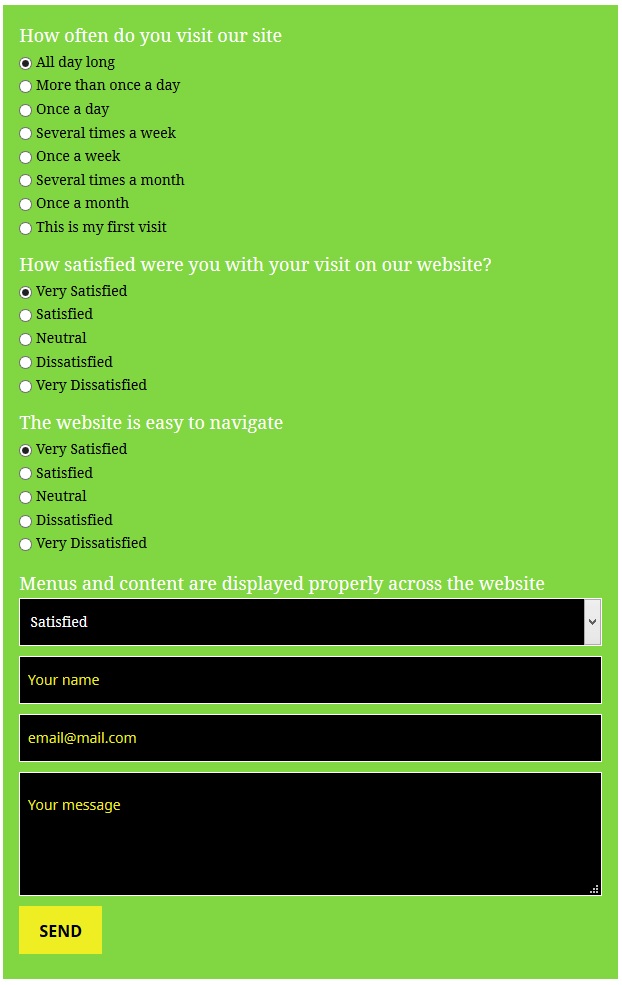 How often do you visit our site
All day long
More than once a day
Once a day
Several times a week
Once a week
Several times a month
Once a month
This is my first visit
How satisfied were you with your visit on our website?
Very Satisfied
Satisfied
Neutral
Dissatisfied
Very Dissatisfied
The website is easy to navigate
Very Satisfied
Satisfied
Neutral
Dissatisfied
Very Dissatisfied
Menus and content are displayed properly across the website
Satisfied
Your name
email@mail.com
Your message
SEND